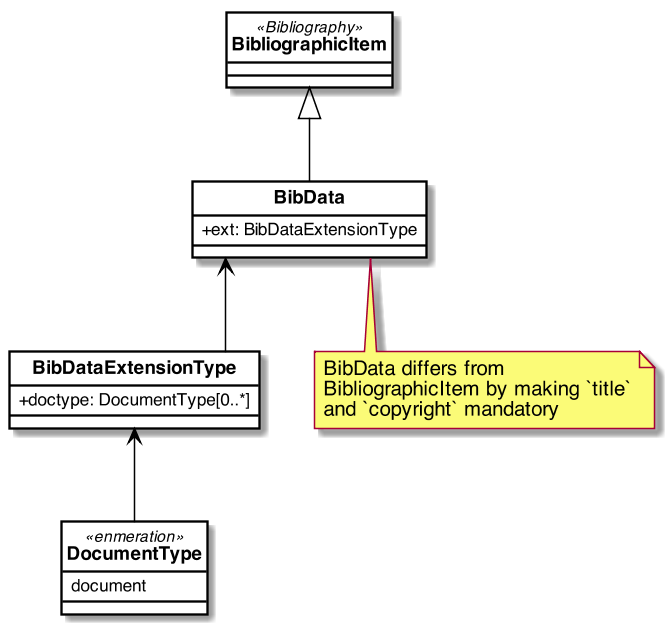 «Bibliography»
BibliographicItem
BibData
+ext: BibDataExtensionType
BibDataExtensionType
+doctype: DocumentType[0..*]
BibData differs from
BibliographicItem by making `title`
and `copyright` mandatory
«enmeration»
DocumentType
document